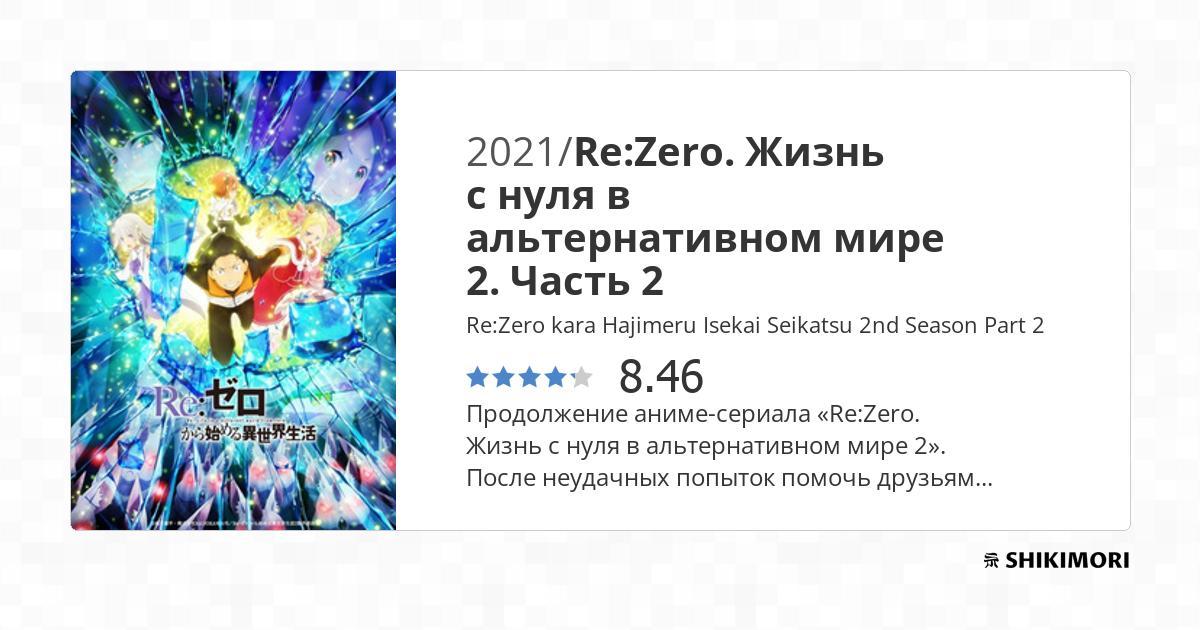 2021/Re:Zero. Жизнь
с нуля в
альтернативном мире
2. Часть 2
Re:Zero kara Hajimeru Isekai Seikatsu 2nd Season Part 2
8.46
Продолжение аниме-сериала «Re:Zero.
Жизнь с нуля в альтернативном мире 2».
После неудачных попыток помочь друзьям...
Re:ゼロ
から始める異世界生活
SHIKIMORI